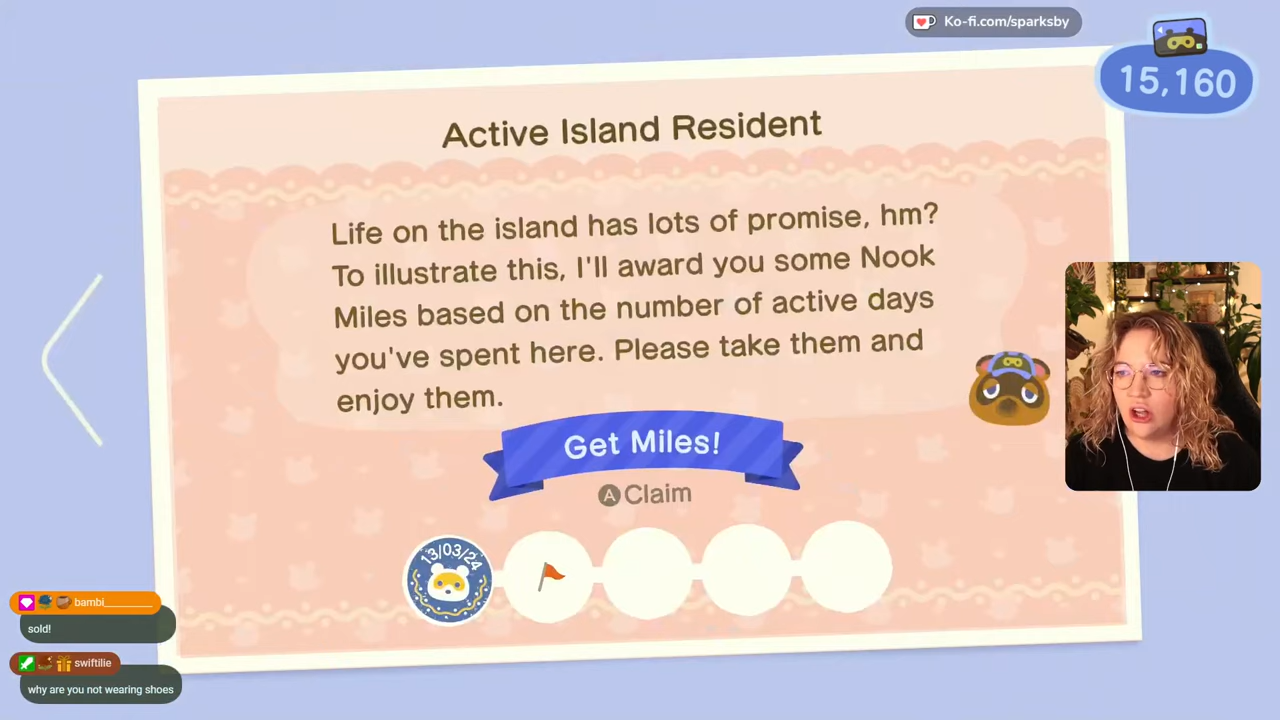 Ko-fi.com/sparksby
15,160
Active Island Resident
Life on the island has lots of promise, hm?
To illustrate this, I'll award you some Nook
Miles based on the number of active days
you've spent here. Please take them and
enjoy them.
Get Miles!
A Claim
13/03/24
bambi________
sold!
swiftilie
why are you not wearing shoes